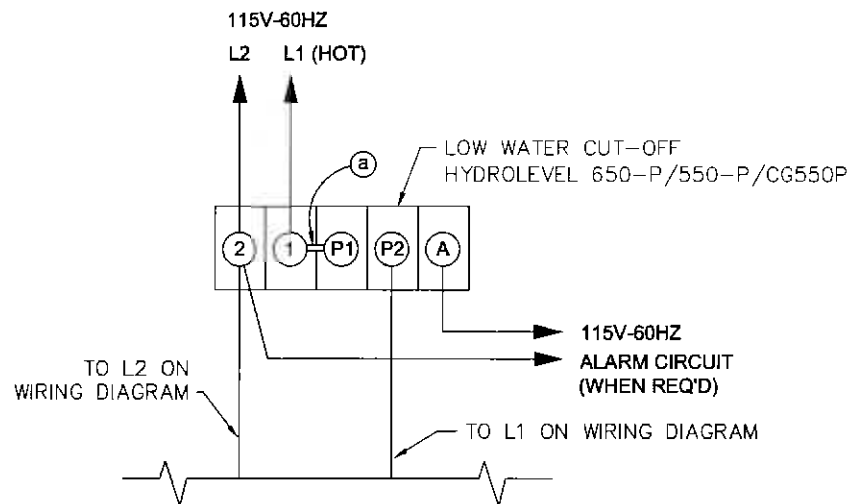 115V-60HZ
L2 L1 (HOT)
a
LOW WATER CUT-OFF
HYDROLEVEL 650-P/550-P/CG550P
2 1 P1 P2 A
115V-60HZ
ALARM CIRCUIT
(WHEN REQ'D)
TO L2 ON
WIRING DIAGRAM
TO L1 ON WIRING DIAGRAM